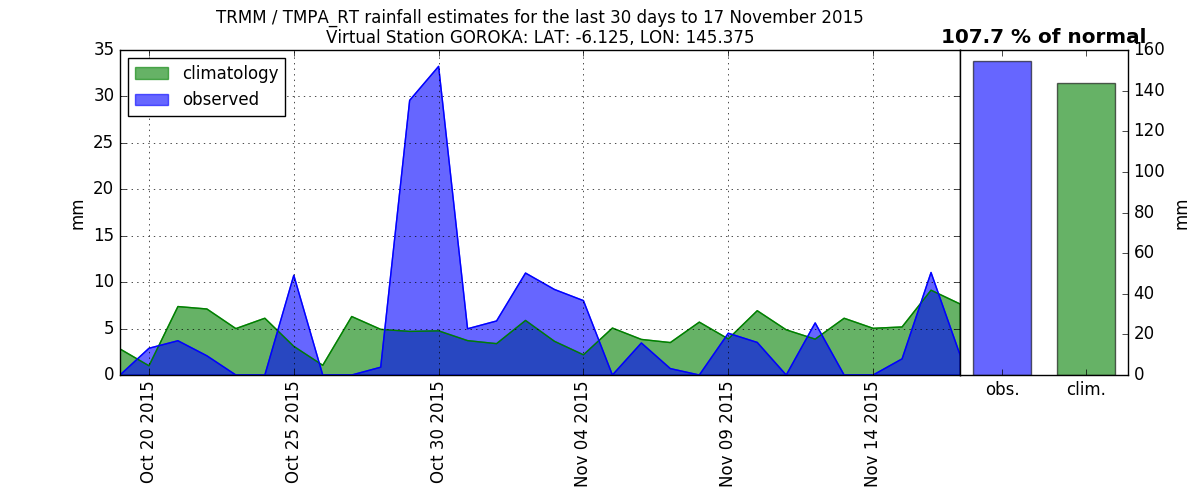 TRMM / TMPA_RT rainfall estimates for the last 30 days to 17 November 2015
Virtual Station GOROKA: LAT: -6.125, LON: 145.375
107.7 % of normal
climatology
observed
35
30
25
20
15
10
5
0
mm
Oct 20 2015
Oct 25 2015
Oct 30 2015
Nov 04 2015
Nov 09 2015
Nov 14 2015
obs.
clim.
160
140
120
100
80
60
40
20
0
mm